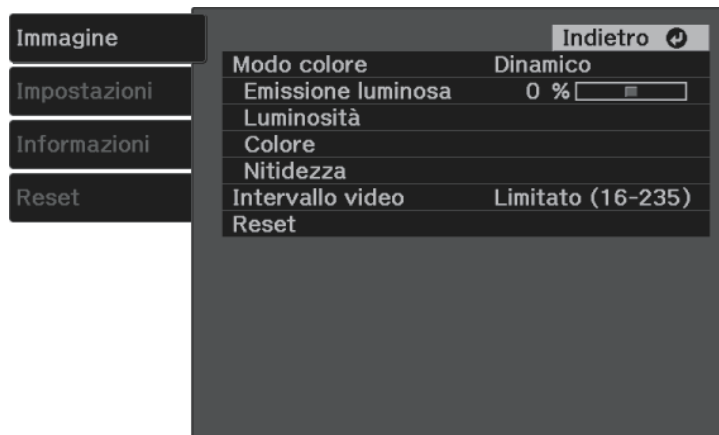 Immagine
Impostazioni
Informazioni
Reset
Indietro
Modo colore Dinamico
Emissione luminosa 0 %
Luminosità
Colore
Nitidezza
Intervallo video Limitato (16-235)
Reset